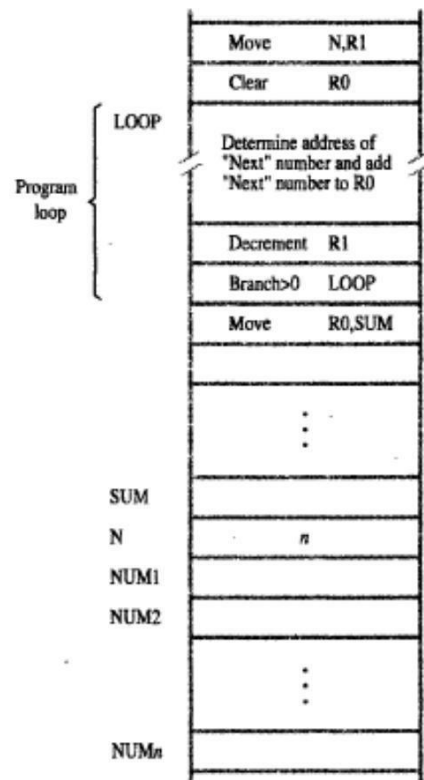 Move N,R1
Clear R0
LOOP
Determine address of
"Next" number and add
"Next" number to R0
Program
loop
Decrement R1
Branch>0 LOOP
Move R0,SUM
SUM
N n
NUM1
NUM2
NUMn